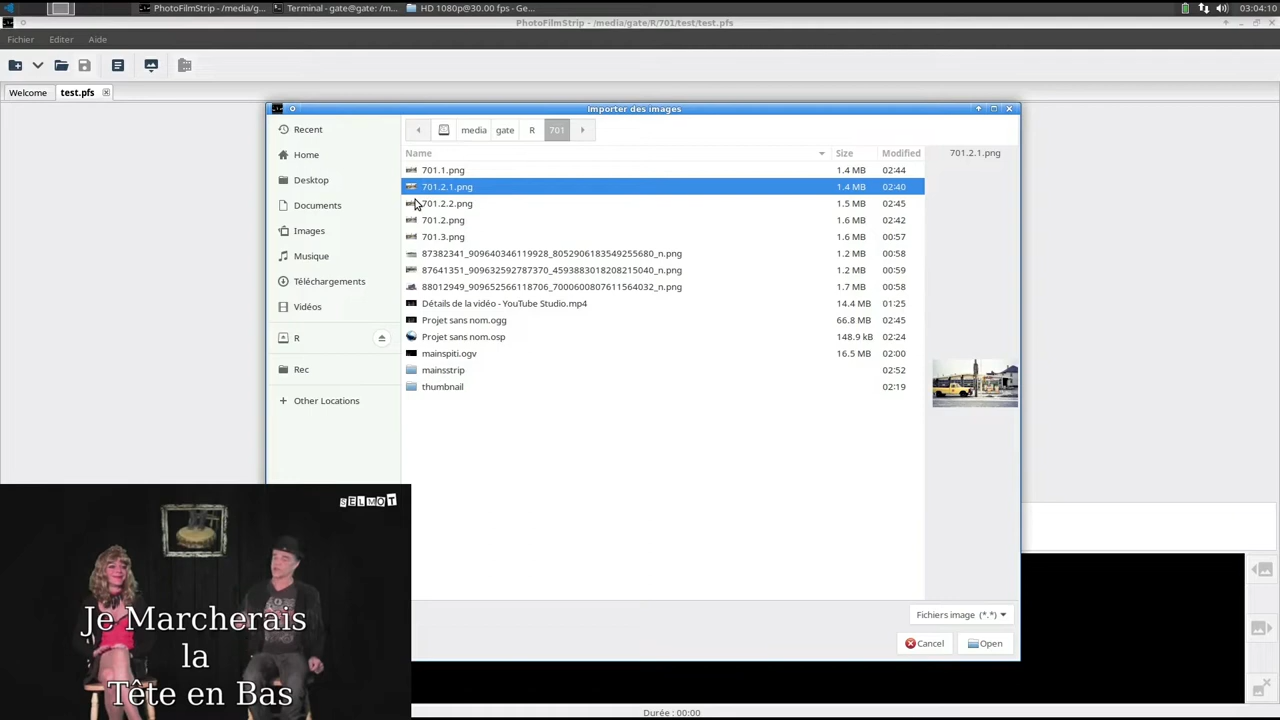 PhotoFilmStrip - /media/g...
Terminal - gate@gate: /m...
HD 1080p@30.00 fps - Ge...
03:04:10
PhotoFilmStrip - /media/gate/R/701/test/test.pfs
Fichier Editer Aide
Welcome test.pfs
Importer des images
Recent
Home
Desktop
Documents
Images
Musique
Téléchargements
Vidéos
R
Rec
Other Locations
media gate R 701
Name Size Modified
701.1.png 1.4 MB 02:44
701.2.1.png 1.4 MB 02:40
701.2.2.png 1.5 MB 02:45
701.2.png 1.6 MB 02:42
701.3.png 1.6 MB 00:57
87382341_909640346119928_8052906183549255680_n.png 1.2 MB 00:58
87641351_909632592787370_4593883018208215040_n.png 1.2 MB 00:59
88012949_909652566118706_7000600807611564032_n.png 1.7 MB 00:58
Détails de la vidéo - YouTube Studio.mp4 14.4 MB 01:25
Projet sans nom.ogg 66.8 MB 02:45
Projet sans nom.osp 148.9 kB 02:24
mainspiti.ogv 16.5 MB 02:00
mainsstrip 02:52
thumbnail 02:19
701.2.1.png
Fichiers image (*.*)
Cancel Open
SELMOT
Je Marcherais
la
Tête en Bas
Durée : 00:00